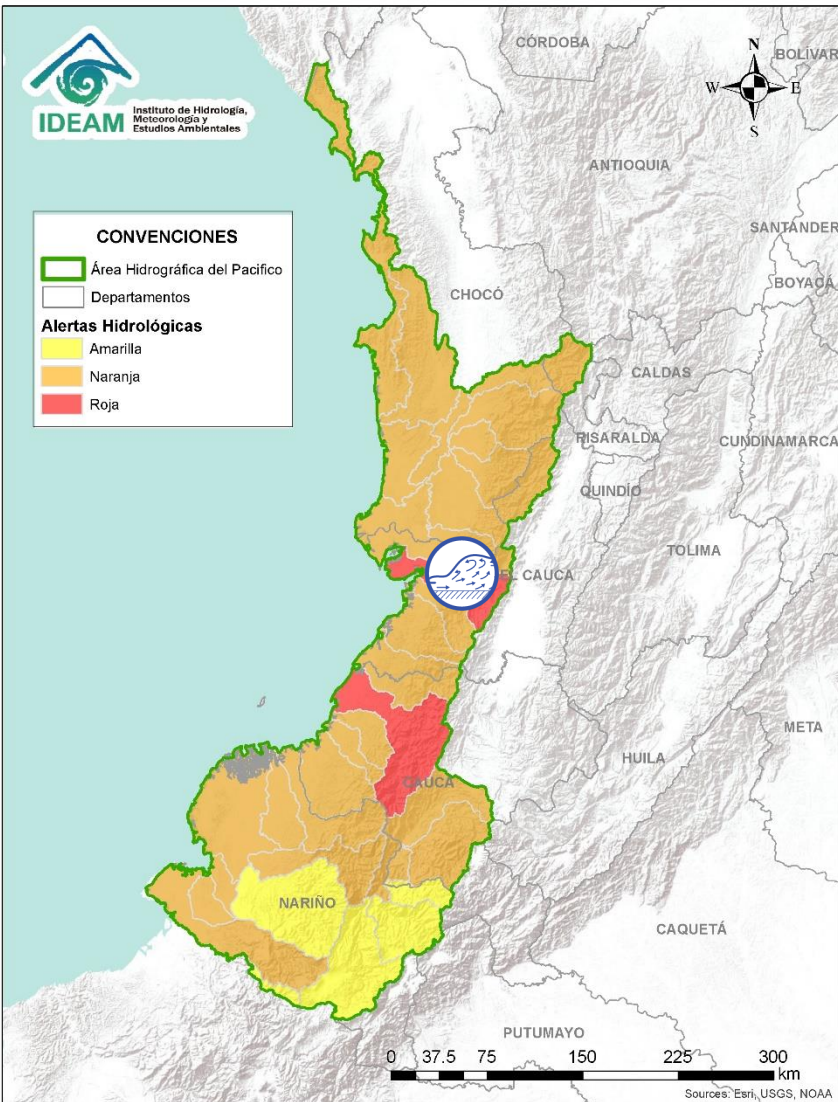 IDEAM
Instituto de Hidrología,
Meteorología y
Estudios Ambientales
CÓRDOBA
BOLÍVAR
N
W
E
S
ANTIOQUIA
SANTANDER
BOYACÁ
CONVENCIONES
Área Hidrográfica del Pacifico
Departamentos
Alertas Hidrológicas
Amarilla
Naranja
Roja
CHOCÓ
CALDAS
RISARALDA
CUNDINAMARCA
QUINDÍO
TOLIMA
EL CAUCA
META
HUILA
CAUCA
NARIÑO
CAQUETÁ
PUTUMAYO
0 37.5 75 150 225 300
km
Sources: Esri, USGS, NOAA